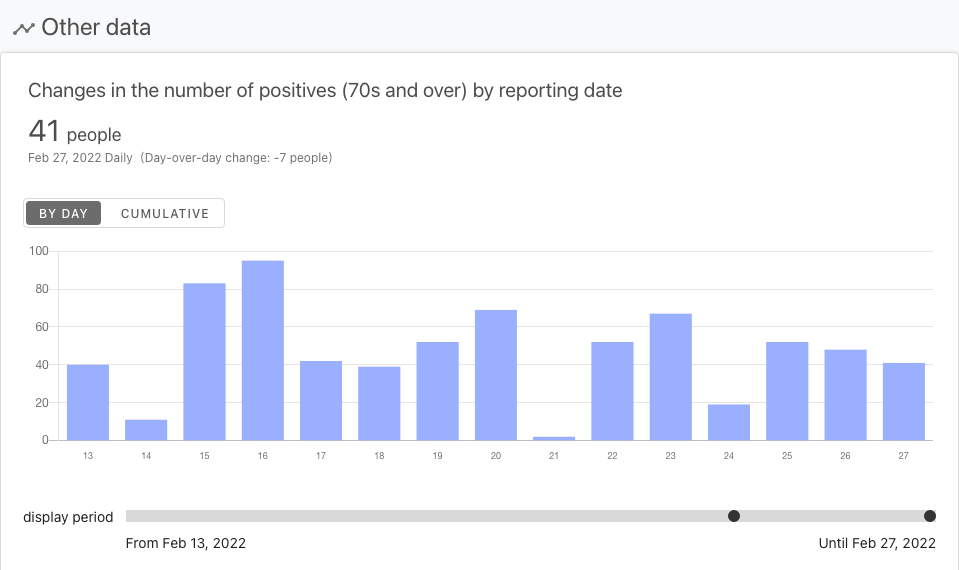 Other data
Changes in the number of positives (70s and over) by reporting date
41 people
Feb 27, 2022 Daily (Day-over-day change: -7 people)
BY DAY CUMULATIVE
100
80
60
40
20
0
13 14 15 16 17 18 19 20 21 22 23 24 25 26 27
display period
From Feb 13, 2022 Until Feb 27, 2022